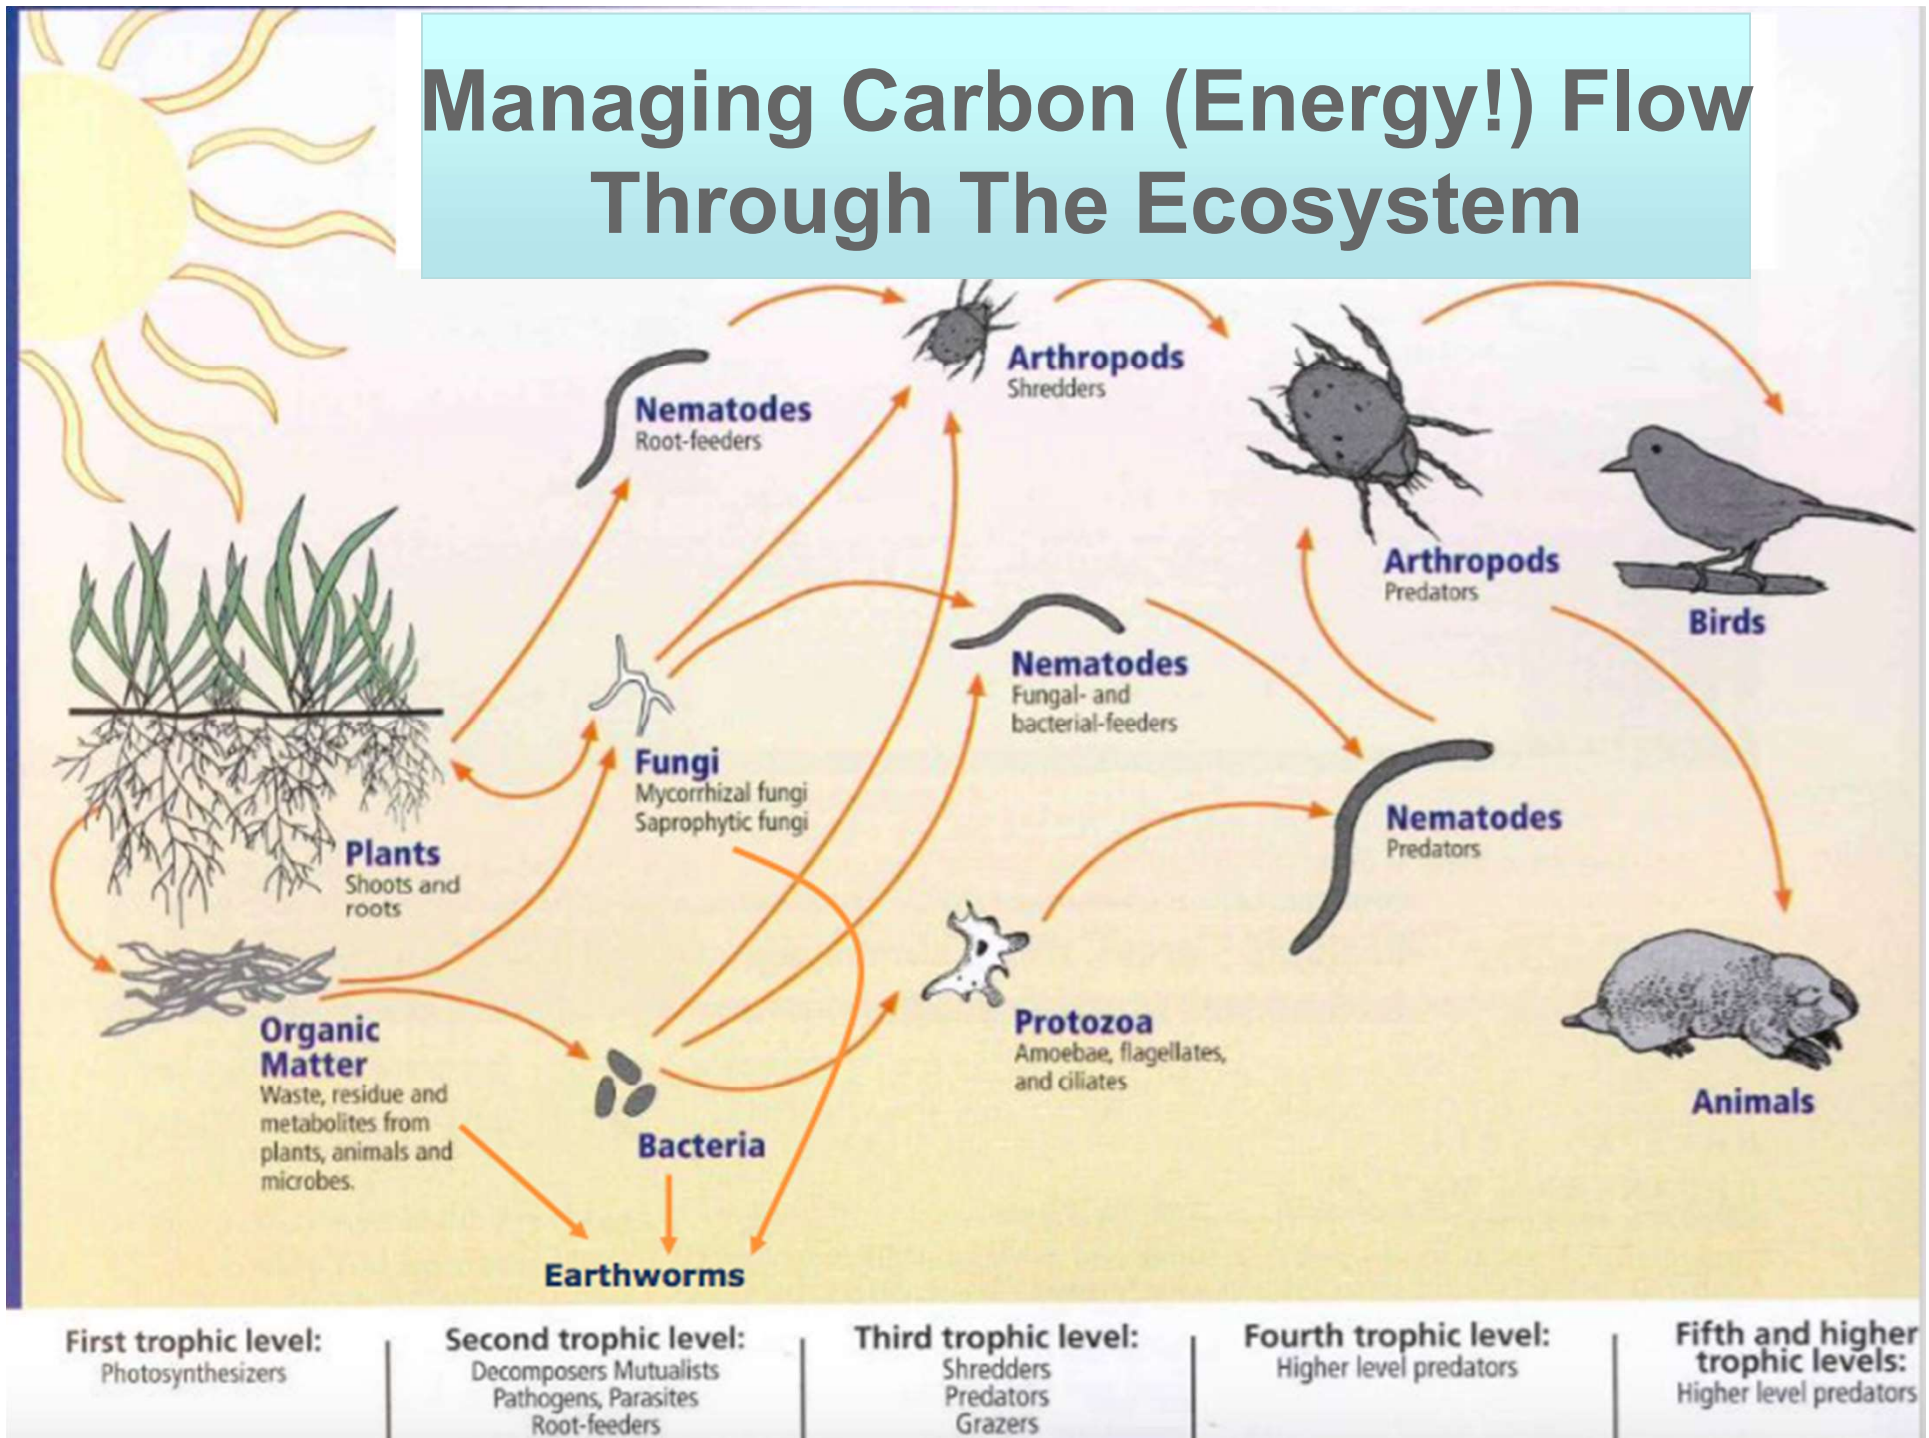 Managing Carbon (Energy!) Flow
Through The Ecosystem
Arthropods
Shredders
Nematodes
Root-feeders
Arthropods
Predators
Birds
Nematodes
Fungal- and
bacterial-feeders
Fungi
Mycorrhizal fungi
Saprophytic fungi
Nematodes
Predators
Plants
Shoots and
roots
Organic
Matter
Waste, residue and
metabolites from
plants, animals and
microbes.
Protozoa
Amoebae, flagellates,
and ciliates
Animals
Bacteria
Earthworms
First trophic level:
Photosynthesizers
Second trophic level:
Decomposers Mutualists
Pathogens, Parasites
Root-feeders
Third trophic level:
Shredders
Predators
Grazers
Fourth trophic level:
Higher level predators
Fifth and higher
trophic levels:
Higher level predators